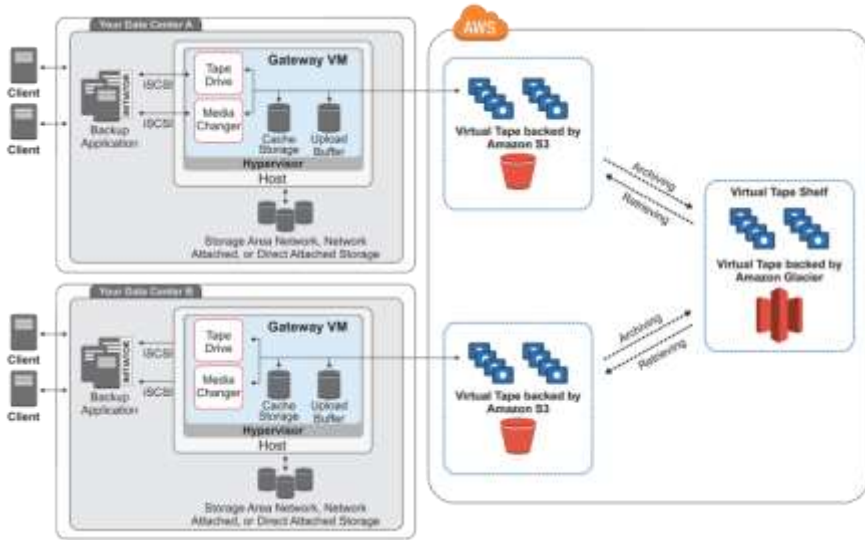 Your Data Center A
Client
Client
INITIATOR
Backup
Application
iSCSI
iSCSI
Gateway VM
Tape
Drive
Media
Changer
Cache
Storage
Upload
Buffer
Hypervisor
Host
Storage Area Network, Network
Attached, or Direct Attached Storage
Your Data Center B
Client
Client
INITIATOR
Backup
Application
iSCSI
iSCSI
Gateway VM
Tape
Drive
Media
Changer
Cache
Storage
Upload
Buffer
Hypervisor
Host
Storage Area Network, Network
Attached, or Direct Attached Storage
AWS
Virtual Tape backed by
Amazon S3
Archiving
Retrieving
Virtual Tape Shelf
Virtual Tape backed by
Amazon Glacier
Archiving
Retrieving
Virtual Tape backed by
Amazon S3